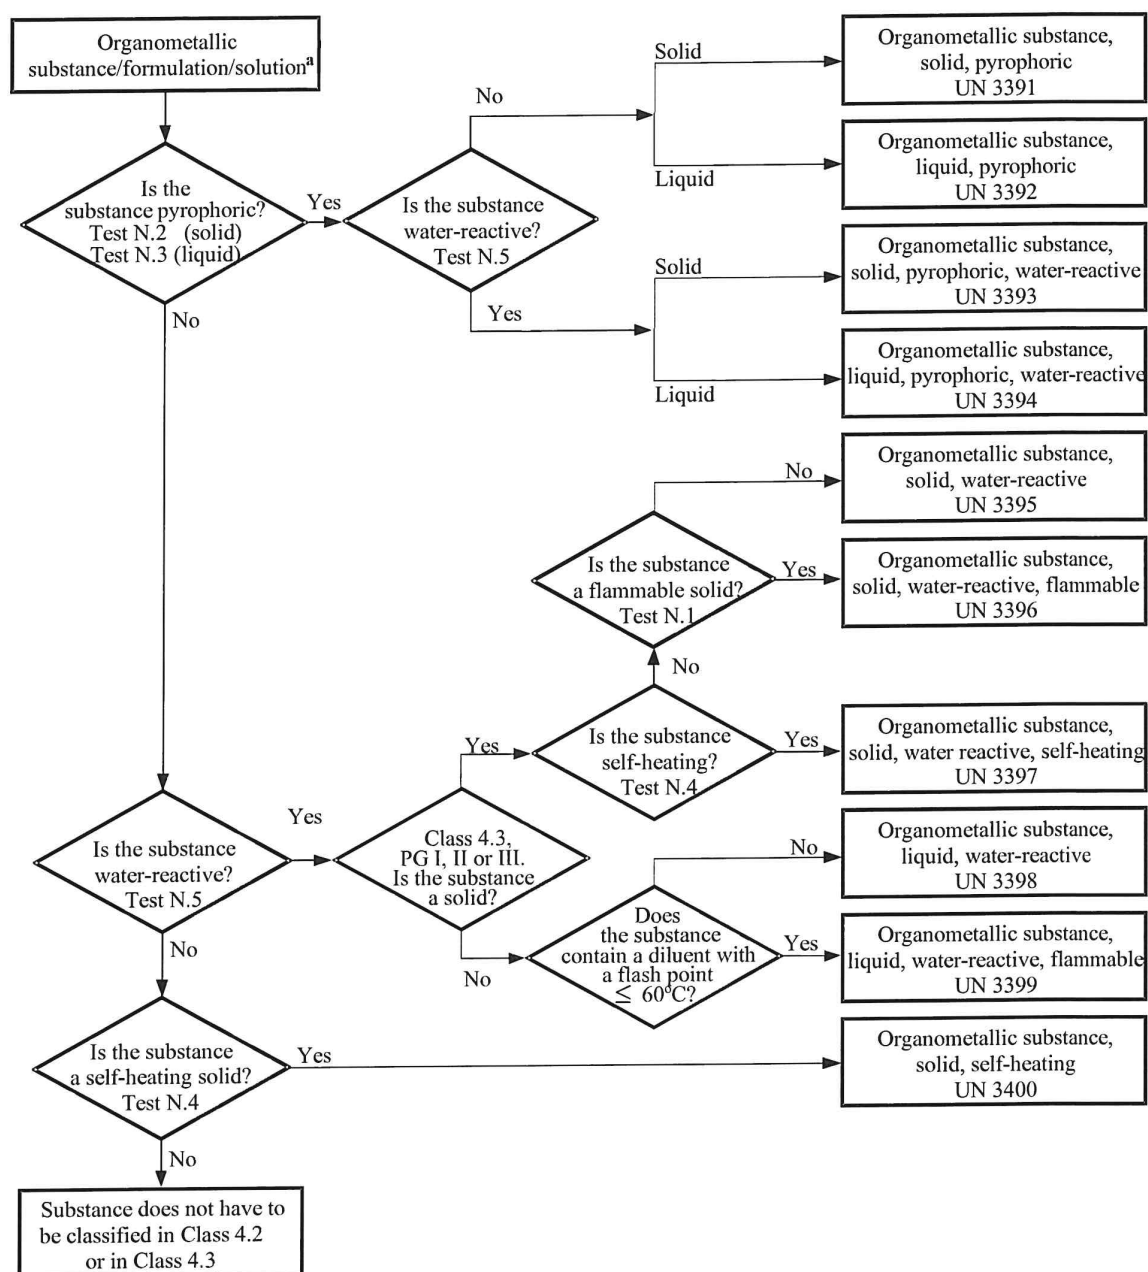 Organometallic
substance/formulation/solutionª
Solid
Organometallic substance,
solid, pyrophoric
UN 3391
No
Organometallic substance,
liquid, pyrophoric
UN 3392
Liquid
Is the
substance pyrophoric?
Test N.2 (solid)
Test N.3 (liquid)
Yes
Is the substance
water-reactive?
Test N.5
Solid
Organometallic substance,
solid, pyrophoric, water-reactive
UN 3393
No
Yes
Organometallic substance,
liquid, pyrophoric, water-reactive
UN 3394
Liquid
No
Organometallic substance,
solid, water-reactive
UN 3395
Is the substance
a flammable solid?
Test N.1
Yes
Organometallic substance,
solid, water-reactive, flammable
UN 3396
No
Yes
Is the substance
self-heating?
Test N.4
Yes
Organometallic substance,
solid, water reactive, self-heating
UN 3397
Is the substance
water-reactive?
Test N.5
Yes
Class 4.3,
PG I, II or III.
Is the substance
a solid?
No
Organometallic substance,
liquid, water-reactive
UN 3398
No
No
Does
the substance
contain a diluent with
a flash point
≤ 60°C?
Yes
Organometallic substance,
liquid, water-reactive, flammable
UN 3399
Is the substance
a self-heating solid?
Test N.4
Yes
Organometallic substance,
solid, self-heating
UN 3400
No
Substance does not have to
be classified in Class 4.2
or in Class 4.3